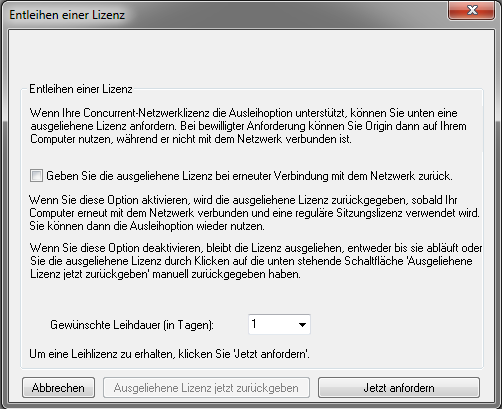 Entleihen einer Lizenz
Entleihen einer Lizenz
Wenn Ihre Concurrent-Netzwerklizenz die Ausleihoption unterstützt, können Sie unten eine
ausgeliehene Lizenz anfordern. Bei bewilligter Anforderung können Sie Origin dann auf Ihrem
Computer nutzen, während er nicht mit dem Netzwerk verbunden ist.
Geben Sie die ausgeliehene Lizenz bei erneuter Verbindung mit dem Netzwerk zurück.
Wenn Sie diese Option aktivieren, wird die ausgeliehene Lizenz zurückgegeben, sobald Ihr
Computer erneut mit dem Netzwerk verbunden und eine reguläre Sitzungslizenz verwendet wird.
Sie können dann die Ausleihoption wieder nutzen.
Wenn Sie diese Option deaktivieren, bleibt die Lizenz ausgeliehen, entweder bis sie abläuft oder
Sie die ausgeliehene Lizenz durch Klicken auf die unten stehende Schaltfläche 'Ausgeliehene
Lizenz jetzt zurückgeben' manuell zurückgegeben haben.
Gewünschte Leihdauer (in Tagen): 1
Um eine Leihlizenz zu erhalten, klicken Sie 'Jetzt anfordern'.
Abbrechen Ausgeliehene Lizenz jetzt zurückgeben Jetzt anfordern